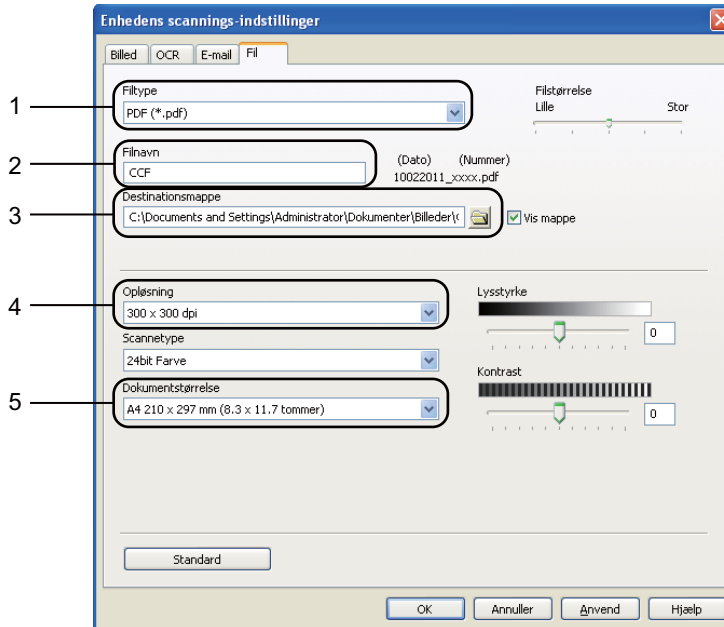 Enhedens scannings-indstillinger
Billed OCR E-mail Fil
1
Filtype
PDF (*.pdf)
Filstørrelse
Lille Stor
2
Filnavn
CCF
(Dato) (Nummer)
10022011_xxxx.pdf
3
Destinationsmappe
C:\Documents and Settings\Administrator\Dokumenter\Billeder\
Vis mappe
4
Opløsning
300 x 300 dpi
Scannetype
24bit Farve
5
Dokumentstørrelse
A4 210 x 297 mm (8.3 x 11.7 tommer)
Lysstyrke
0
Kontrast
0
Standard
OK Annuller Anvend Hjælp